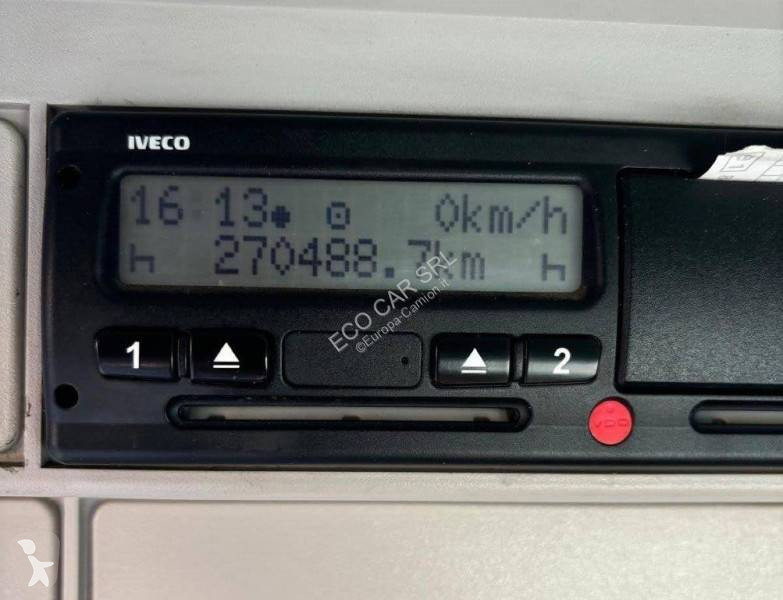 IVECO
16:13 0km/h
270488.7km
1 2
VDO
ECO CAR SRL
©Europa-Camion.it